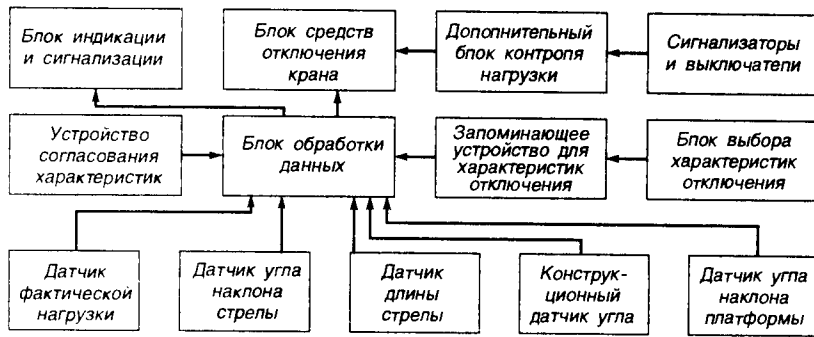 Блок индикации
и сигнализации
Блок средств
отключения
крана
Дополнительный
блок контроля
нагрузки
Сигнализаторы
и выключатели
Устройство
согласования
характеристик
Блок обработки
данных
Запоминающее
устройство для
характеристик
отключения
Блок выбора
характеристик
отключения
Датчик
фактической
нагрузки
Датчик угла
наклона
стрелы
Датчик
длины
стрелы
Конструк-
ционный
датчик угла
Датчик угла
наклона
платформы